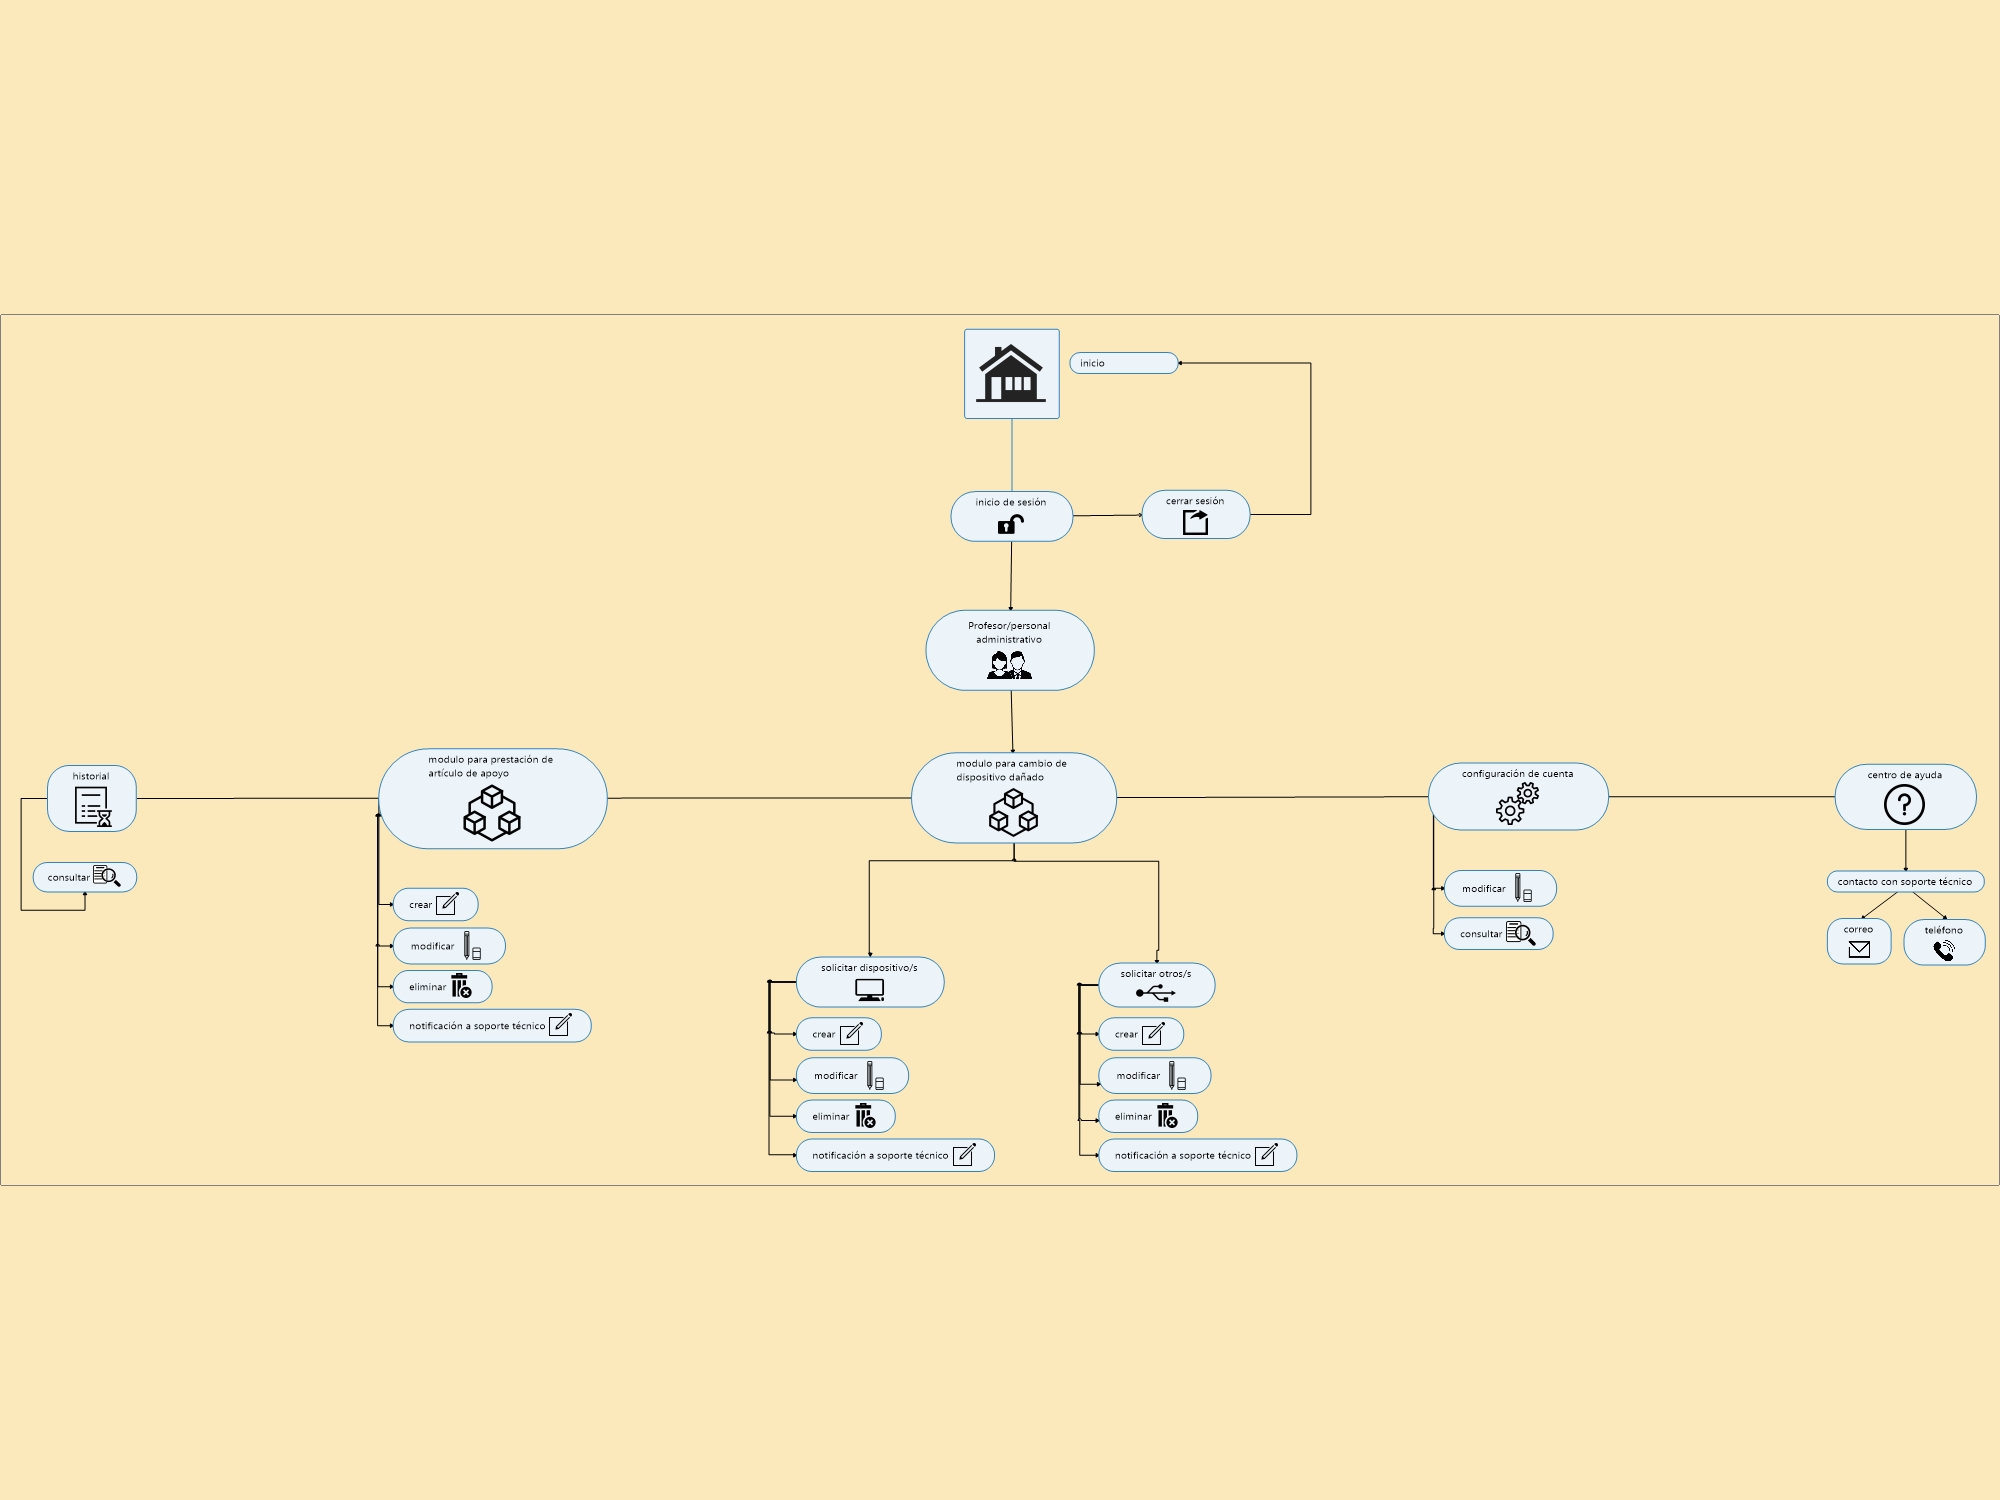 inicio
inicio de sesión
cerrar sesión
Profesor/personal
administrativo
historial
consultar
modulo para prestación de
artículo de apoyo
crear
modificar
eliminar
notificación a soporte técnico
modulo para cambio de
dispositivo dañado
solicitar dispositivo/s
crear
modificar
eliminar
notificación a soporte técnico
solicitar otros/s
crear
modificar
eliminar
notificación a soporte técnico
configuración de cuenta
modificar
consultar
centro de ayuda
contacto con soporte técnico
correo
teléfono